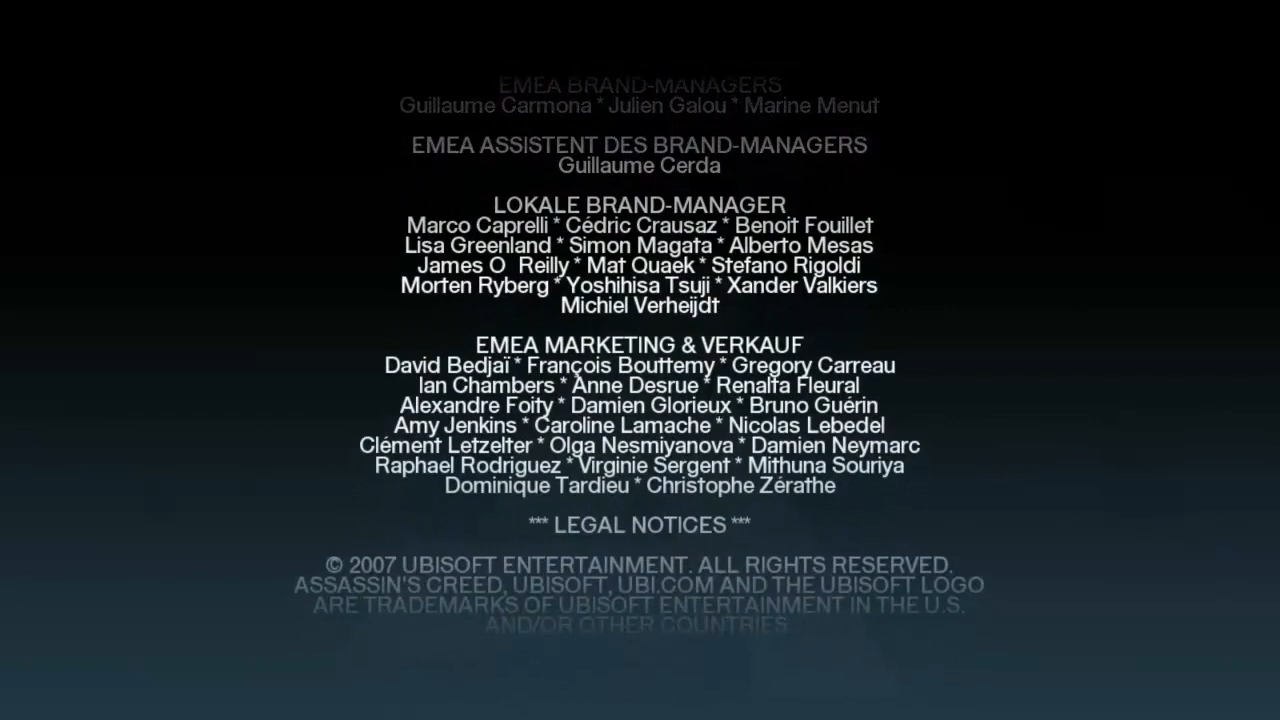 EMEA BRAND-MANAGERS
Guillaume Carmona * Julien Galou * Marine Menut
EMEA ASSISTENT DES BRAND-MANAGERS
Guillaume Cerda
LOKALE BRAND-MANAGER
Marco Caprelli * Cédric Crausaz * Benoit Fouillet
Lisa Greenland * Simon Magata * Alberto Mesas
James O Reilly * Mat Quaek * Stefano Rigoldi
Morten Ryberg * Yoshihisa Tsuji * Xander Valkiers
Michiel Verheijdt
EMEA MARKETING & VERKAUF
David Bedjaï * François Bouttemy * Gregory Carreau
Ian Chambers * Anne Desrue * Renalta Fleural
Alexandre Foity * Damien Glorieux * Bruno Guérin
Amy Jenkins * Caroline Lamache * Nicolas Lebedel
Clément Letzelter * Olga Nesmiyanova * Damien Neymarc
Raphael Rodriguez * Virginie Sergent * Mithuna Souriya
Dominique Tardieu * Christophe Zérathe
*** LEGAL NOTICES ***
© 2007 UBISOFT ENTERTAINMENT. ALL RIGHTS RESERVED.
ASSASSIN'S CREED, UBISOFT, UBI.COM AND THE UBISOFT LOGO
ARE TRADEMARKS OF UBISOFT ENTERTAINMENT IN THE U.S.
AND/OR OTHER COUNTRIES.